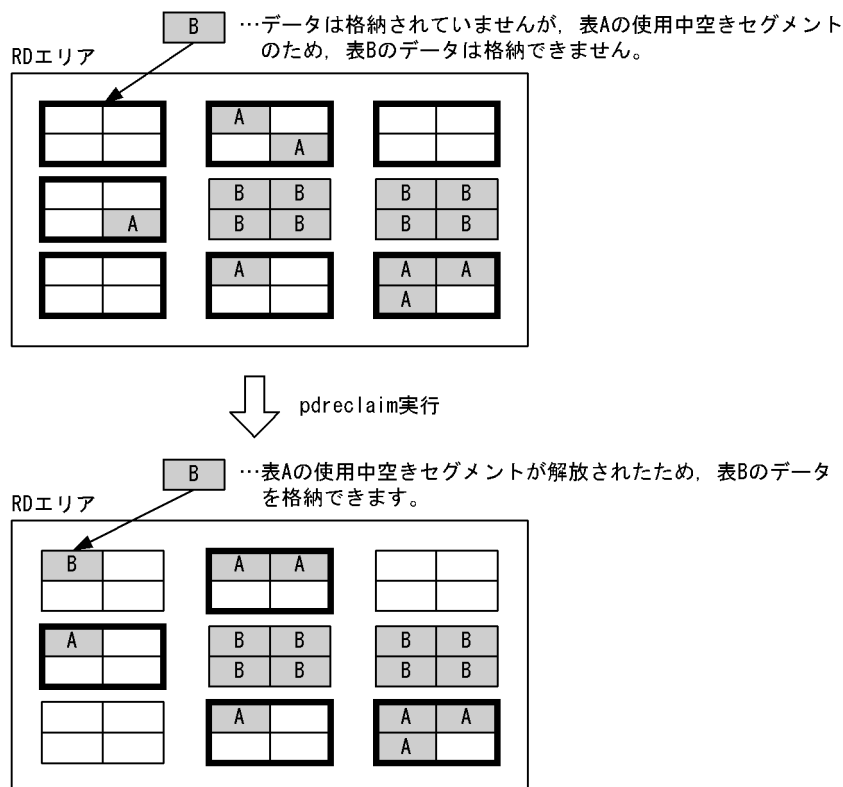 B …データは格納されていませんが，表Aの使用中空きセグメント
のため，表Bのデータは格納できません。
RDエリア
A
A
B B B B
A B B B B
A A A
A
pdreclaim実行
B …表Aの使用中空きセグメントが解放されたため，表Bのデータ
を格納できます。
RDエリア
B A A
A B B B B
B B B B
A A A
A